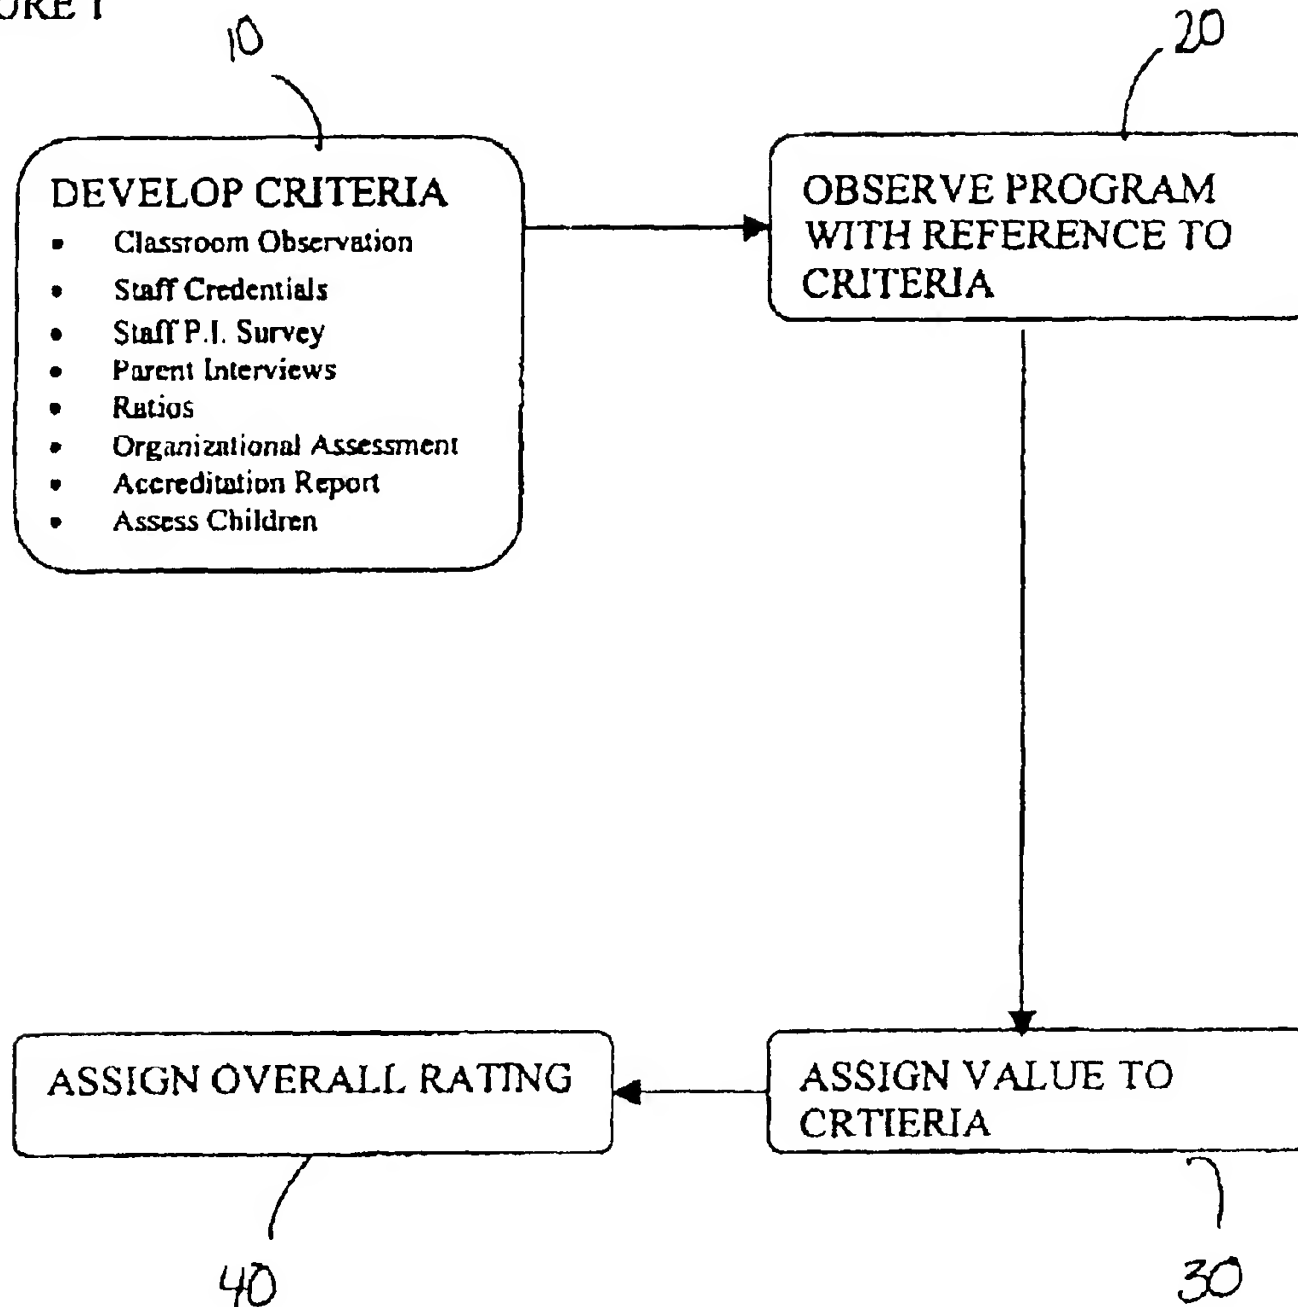 URE 1
10
20
DEVELOP CRITERIA
• Classroom Observation
• Staff Credentials
• Staff P.I. Survey
• Parent Interviews
• Ratios
• Organizational Assessment
• Accreditation Report
• Assess Children
OBSERVE PROGRAM
WITH REFERENCE TO
CRITERIA
ASSIGN OVERALL RATING
ASSIGN VALUE TO
CRTIERIA
40
30